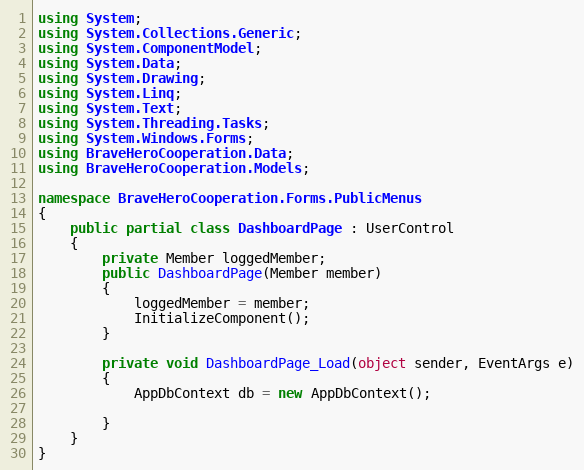 1 using System;
2 using System.Collections.Generic;
3 using System.ComponentModel;
4 using System.Data;
5 using System.Drawing;
6 using System.Linq;
7 using System.Text;
8 using System.Threading.Tasks;
9 using System.Windows.Forms;
10 using BraveHeroCooperation.Data;
11 using BraveHeroCooperation.Models;
12
13 namespace BraveHeroCooperation.Forms.PublicMenus
14 {
15     public partial class DashboardPage : UserControl
16     {
17         private Member loggedMember;
18         public DashboardPage(Member member)
19         {
20             loggedMember = member;
21             InitializeComponent();
22         }
23
24         private void DashboardPage_Load(object sender, EventArgs e)
25         {
26             AppDbContext db = new AppDbContext();
27
28         }
29     }
30 }